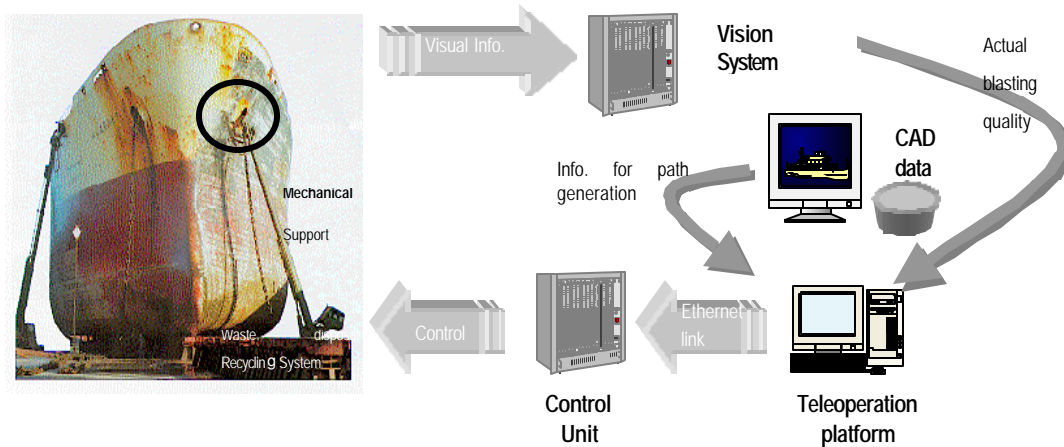 Visual Info.
Vision
System
Actual
blasting
quality
Info. for path
generation
CAD
data
Mechanical
Support
Waste dispos
Recycling System
Control
Ethernet
link
Control
Unit
Teleoperation
platform